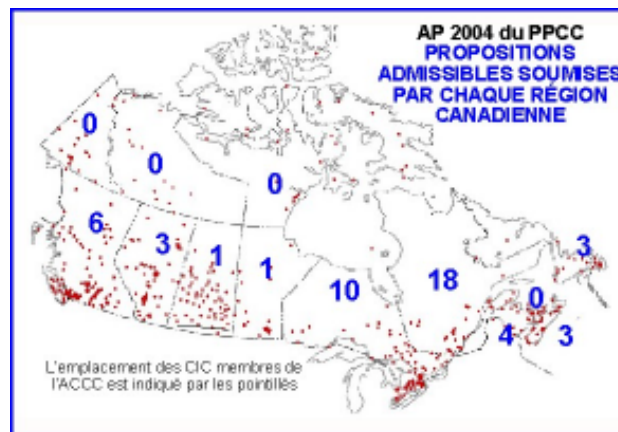 AP 2004 du PPCC
PROPOSITIONS
ADMISSIBLES SOUMISES
PAR CHAQUE RÉGION
CANADIENNE
0
0
0
6
3
1
1
10
18
3
0
4
3
L'emplacement des CIC membres de
l'ACCC est indiqué par les pointillés